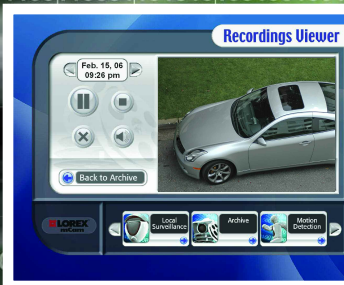 Recordings Viewer
Feb. 15, 06
09:26 pm
Back to Archive
LOREX
Local
Surveillance
Archive
Motion
Detection